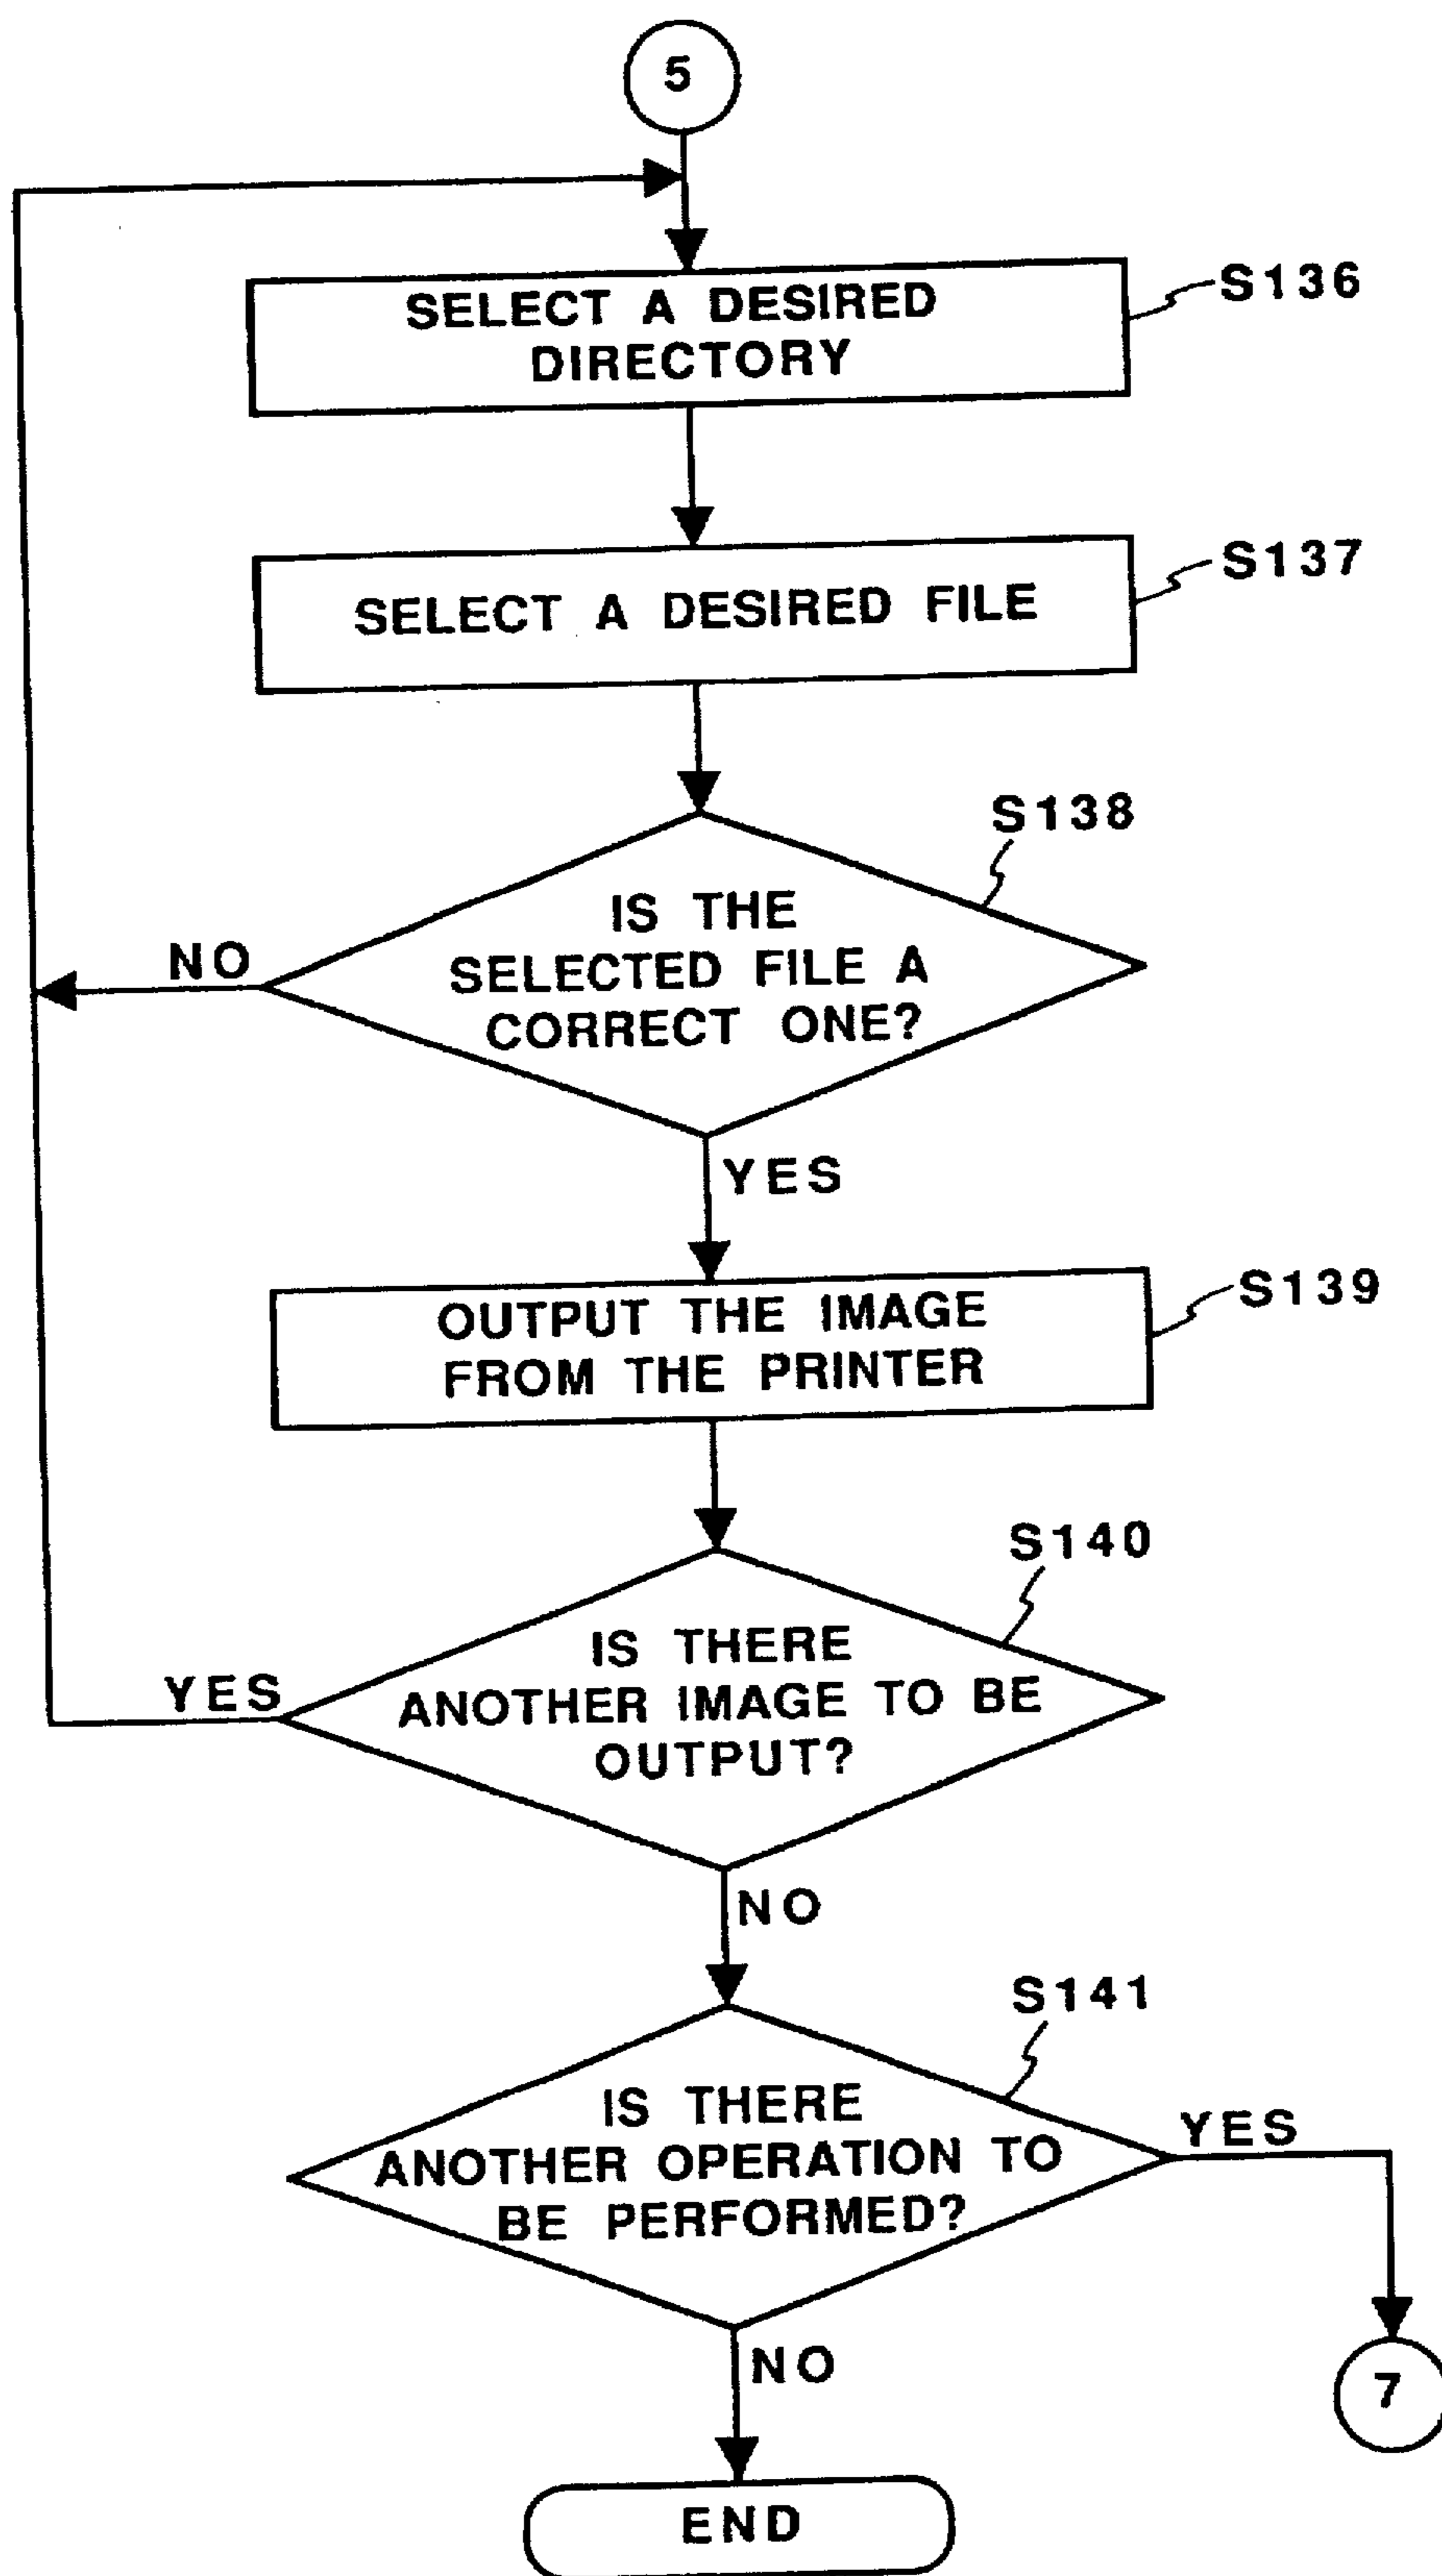 5
SELECT A DESIRED
DIRECTORY
S136
SELECT A DESIRED FILE
S137
S138
IS THE
SELECTED FILE A
CORRECT ONE?
NO
YES
OUTPUT THE IMAGE
FROM THE PRINTER
S139
S140
IS THERE
ANOTHER IMAGE TO BE
OUTPUT?
YES
NO
S141
IS THERE
ANOTHER OPERATION TO
BE PERFORMED?
YES
NO
7
END